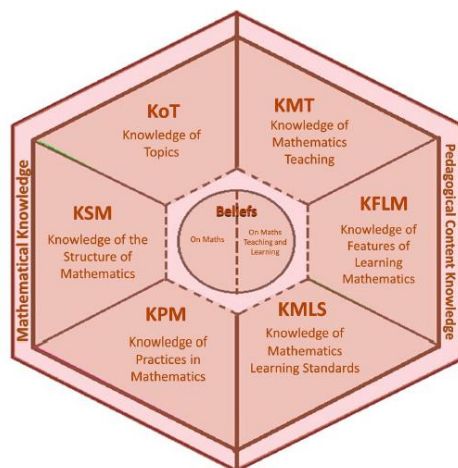 KoT
Knowledge of
Topics
KMT
Knowledge of
Mathematics
Teaching
Mathematical Knowledge
KSM
Knowledge of the
Structure of
Mathematics
Beliefs
On Maths
On Maths
Teaching and
Learning
KFLM
Knowledge of
Features of
Learning
Mathematics
Pedagogical Content Knowledge
KPM
Knowledge of
Practices in
Mathematics
KMLS
Knowledge of
Mathematics
Learning Standards